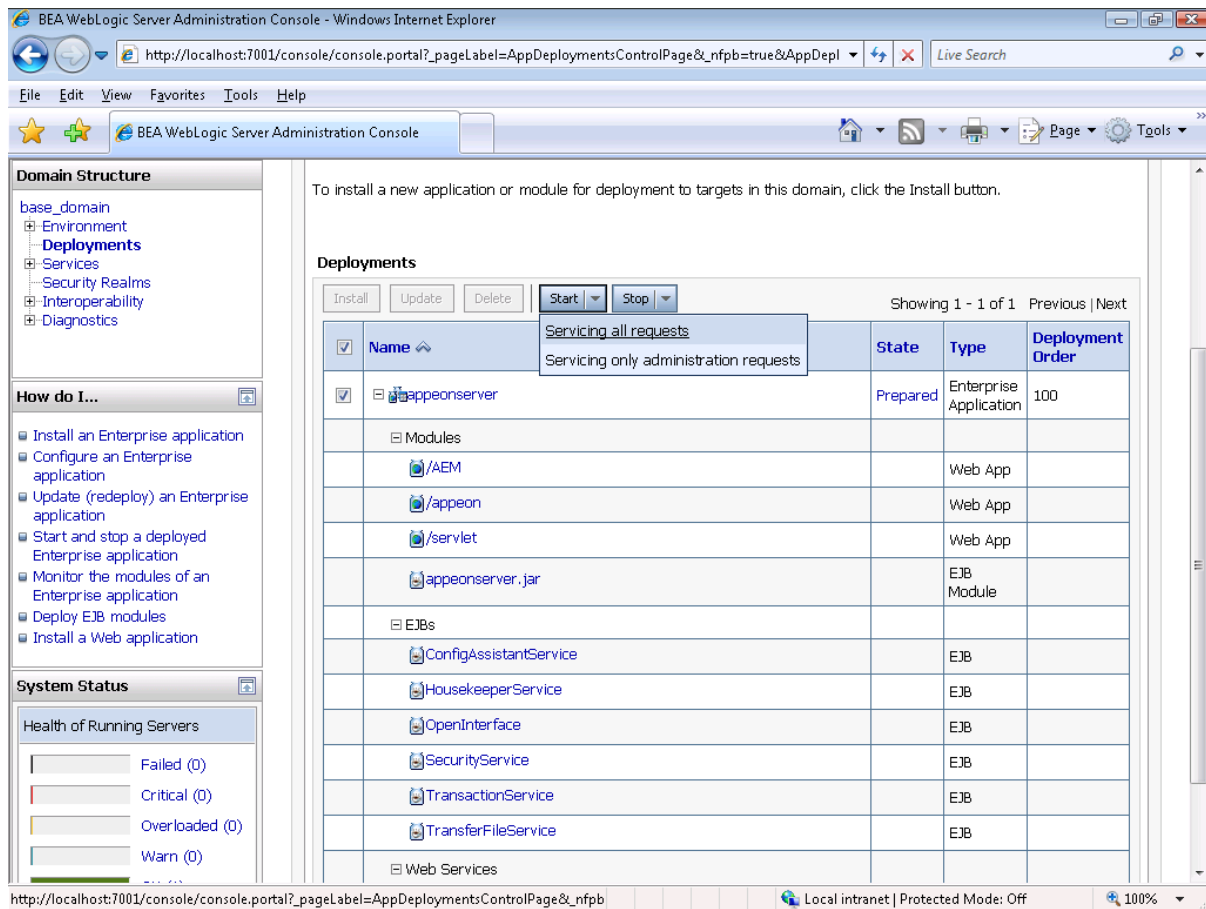 BEA WebLogic Server Administration Console - Windows Internet Explorer
http://localhost:7001/console/console.portal?_pageLabel=AppDeploymentsControlPage&_nfpb=true&AppDepl
Live Search
File Edit View Favorites Tools Help
BEA WebLogic Server Administration Console
Page Tools
Domain Structure
base_domain
Environment
Deployments
Services
Security Realms
Interoperability
Diagnostics
How do I...
Install an Enterprise application
Configure an Enterprise
application
Update (redeploy) an Enterprise
application
Start and stop a deployed
Enterprise application
Monitor the modules of an
Enterprise application
Deploy EJB modules
Install a Web application
System Status
Health of Running Servers
Failed (0)
Critical (0)
Overloaded (0)
Warn (0)
To install a new application or module for deployment to targets in this domain, click the Install button.
Deployments
Install Update Delete Start Stop Showing 1 - 1 of 1 Previous | Next
Servicing all requests
Servicing only administration requests
Name State Type Deployment
Order
appeonserver Prepared Enterprise
Application 100
Modules
/AEM Web App
/appeon Web App
/servlet Web App
appeonserver.jar EJB
Module
EJBs
ConfigAssistantService EJB
HousekeeperService EJB
OpenInterface EJB
SecurityService EJB
TransactionService EJB
TransferFileService EJB
Web Services
http://localhost:7001/console/console.portal?_pageLabel=AppDeploymentsControlPage&_nfpb
Local intranet | Protected Mode: Off
100%